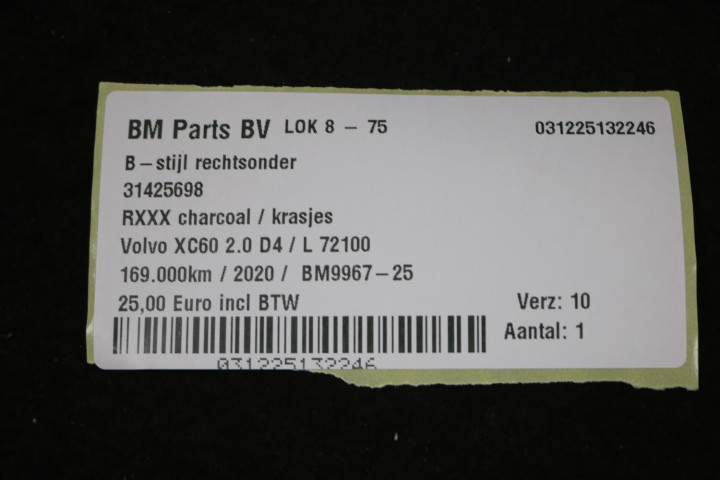 BM Parts BV LOK 8 - 75 031225132246
B-stijl rechtsonder
31425698
RXXX charcoal / krasjes
Volvo XC60 2.0 D4 / L 72100
169.000km / 2020 / BM9967-25
25,00 Euro incl BTW Verz: 10
Aantal: 1
031225132246